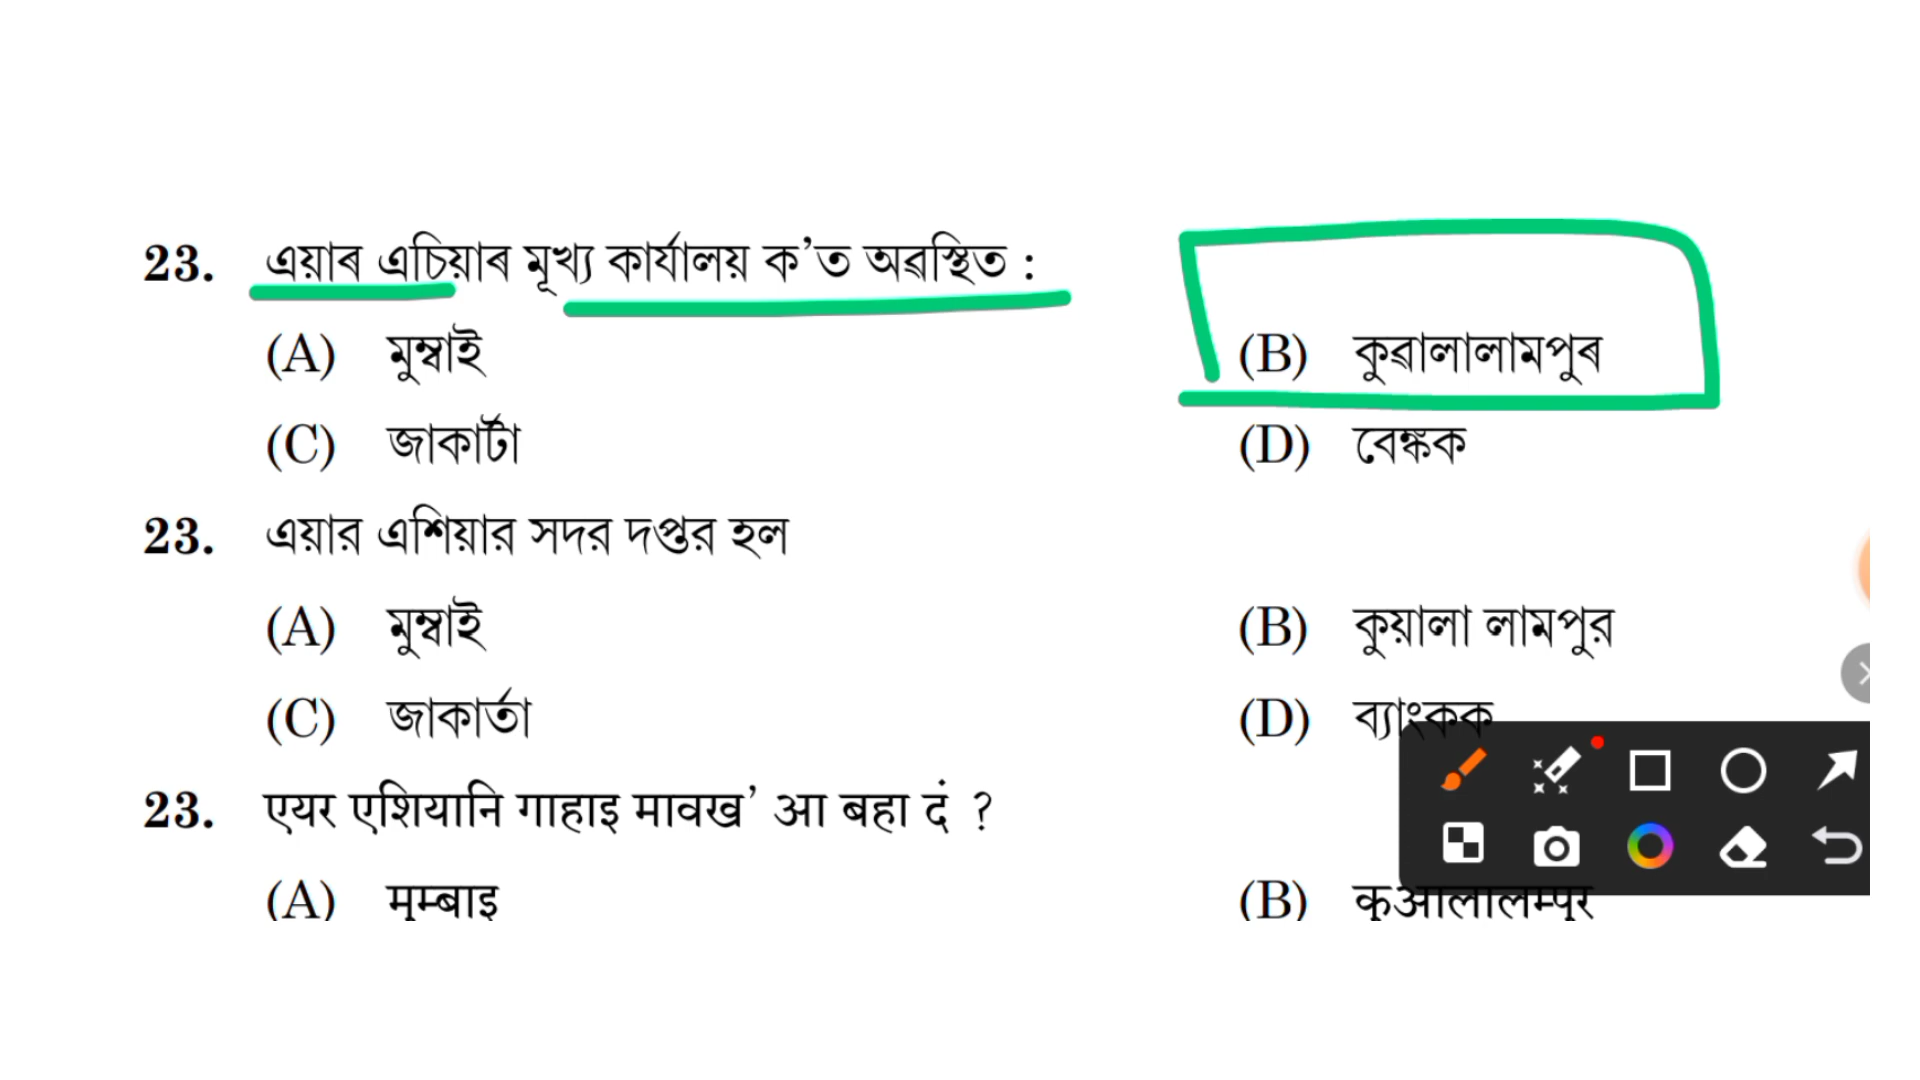 23. এয়াৰ এচিয়াৰ মূখ্য কাৰ্যালয় ক’ত অৱস্থিত :
(A) মুম্বাই (B) কুৱালালামপুৰ
(C) জাকাৰ্টা (D) বেঙ্কক
23. এয়ার এশিয়ার সদর দপ্তর হল
(A) মুম্বাই (B) কুয়ালা লামপুর
(C) জাকার্তা (D) ব্যাংকক
23. एयर एशियानि गाहाइ मावख’ आ बहा दं ?
(A) मुम्बाइ (B) कुआलालम्पुर